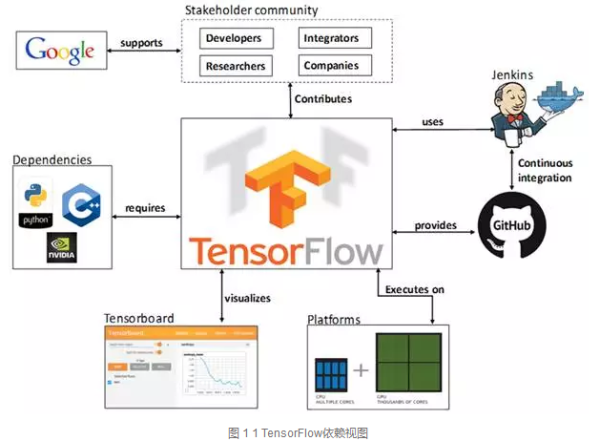 Stakeholder community
Google
supports
Developers
Integrators
Researchers
Companies
Contributes
Jenkins
uses
Dependencies
python
C++
NVIDIA
requires
TensorFlow
Continuous
integration
provides
GitHub
visualizes
Executes on
Tensorboard
Platforms
TensorBoard
CPU
MULTIPLE CORES
+
GPU
THOUSANDS OF CORES
图 1 1 TensorFlow依赖视图